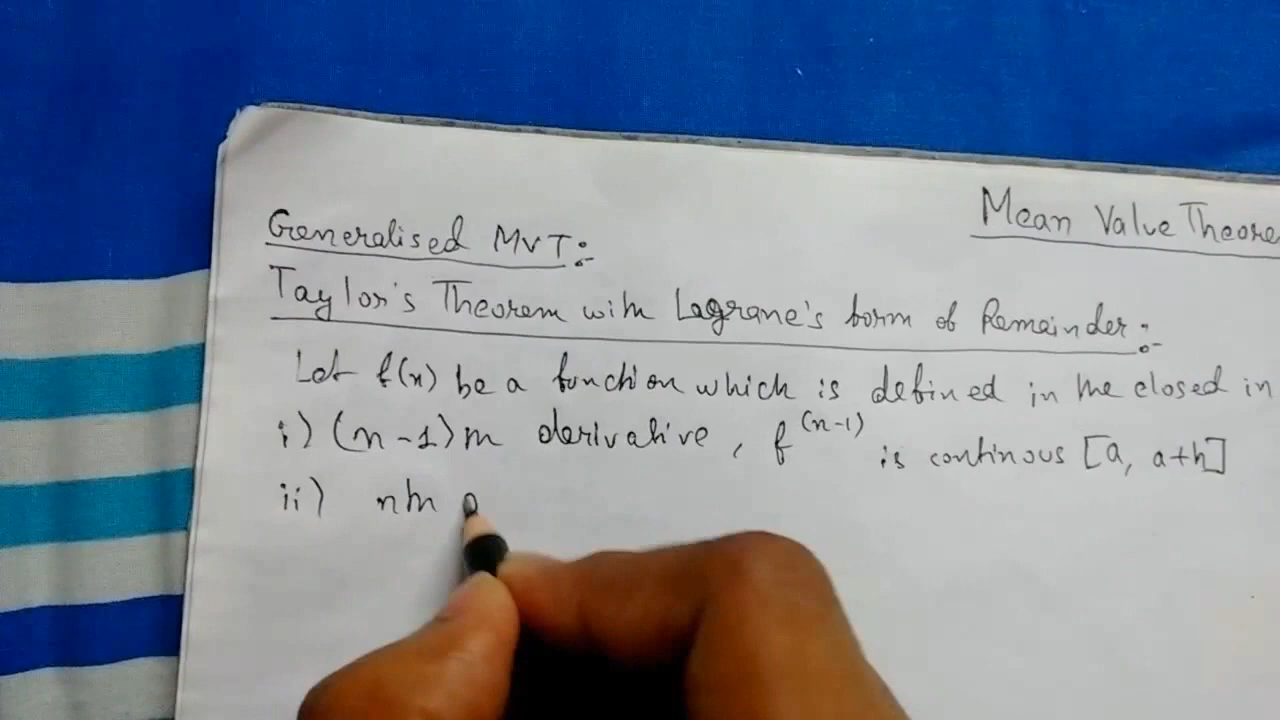 Mean Value Theore
Generalised MVT:-
Taylor's Theorem with Lagrane's form of Remainder:-
Let f(x) be a function which is defined in the closed in
i) (n-1)th derivative, f^(n-1) is continous [a, a+h]
ii) nth